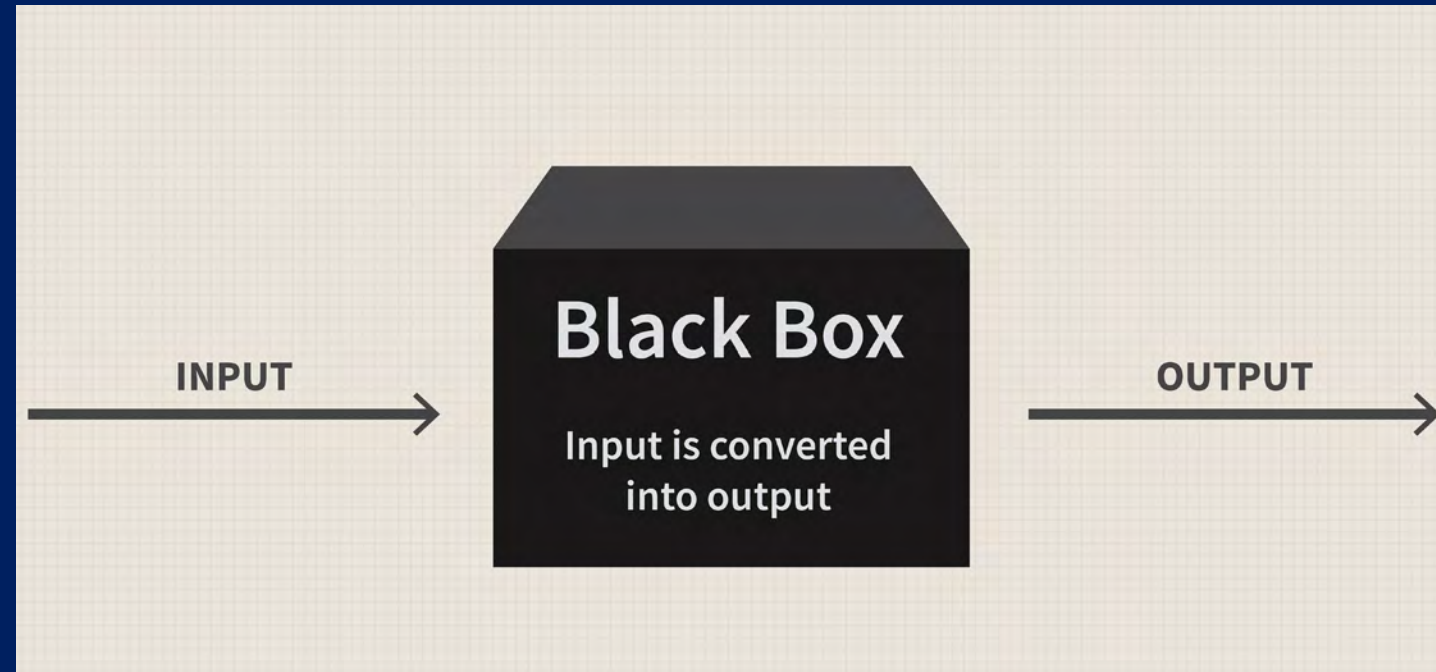 Black Box
INPUT
OUTPUT
Input is converted
into output